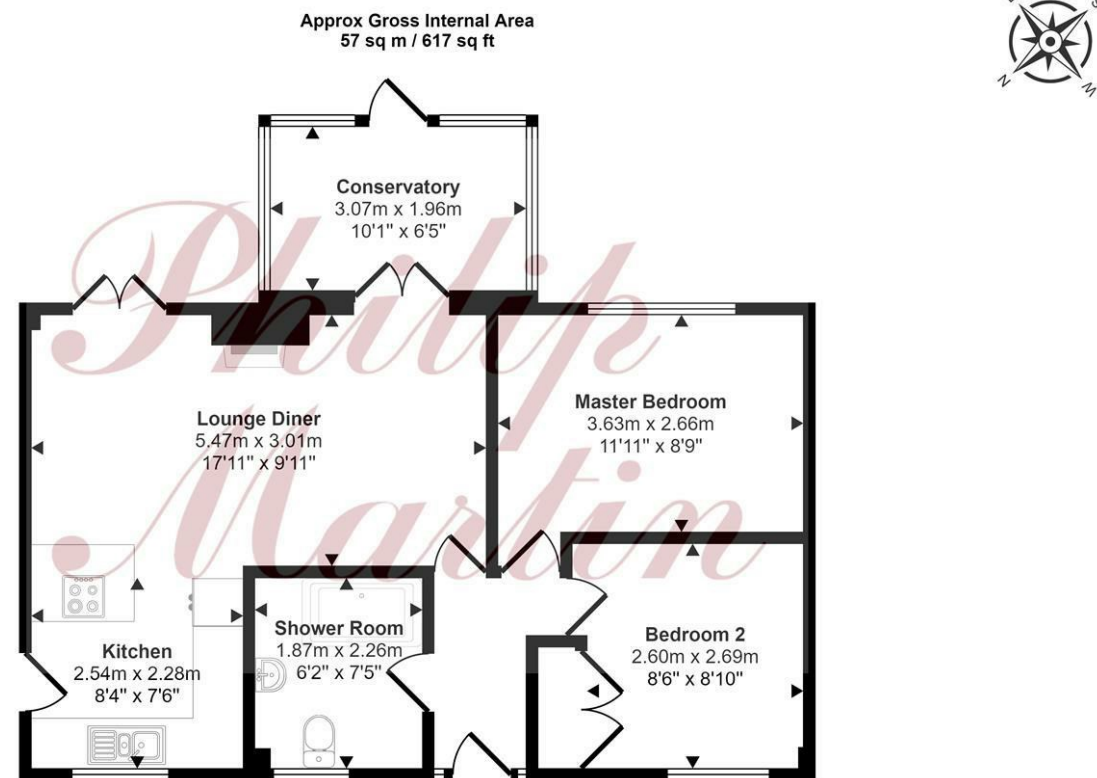 Approx Gross Internal Area
57 sq m / 617 sq ft
N
W
Conservatory
3.07m x 1.96m
10'1" x 6'5"
Philip
Martin
Lounge Diner
5.47m x 3.01m
17'11" x 9'11"
Master Bedroom
3.63m x 2.66m
11'11" x 8'9"
Kitchen
2.54m x 2.28m
8'4" x 7'6"
Shower Room
1.87m x 2.26m
6'2" x 7'5"
Bedroom 2
2.60m x 2.69m
8'6" x 8'10"